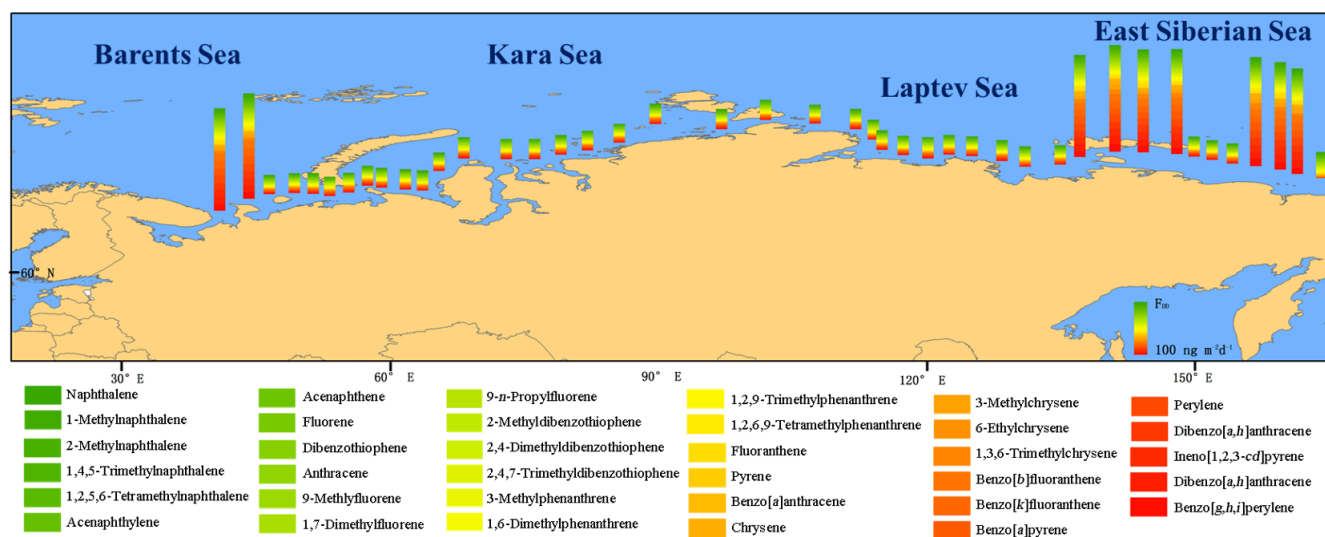 Barents Sea
Kara Sea
Laptev Sea
East Siberian Sea
60° N
F_DD
100 ng m⁻²d⁻¹
30° E
60° E
90° E
120° E
150° E
Naphthalene
1-Methylnaphthalene
2-Methylnaphthalene
1,4,5-Trimethylnaphthalene
1,2,5,6-Tetramethylnaphthalene
Acenaphthylene
Acenaphthene
Fluorene
Dibenzothiophene
Anthracene
9-Methlyfluorene
1,7-Dimethylfluorene
9-n-Propylfluorene
2-Methyldibenzothiophene
2,4-Dimethyldibenzothiophene
2,4,7-Trimethyldibenzothiophene
3-Methylphenanthrene
1,6-Dimethylphenanthrene
1,2,9-Trimethylphenanthrene
1,2,6,9-Tetramethylphenanthrene
Fluoranthene
Pyrene
Benzo[a]anthracene
Chrysene
3-Methylchrysene
6-Ethylchrysene
1,3,6-Trimethylchrysene
Benzo[b]fluoranthene
Benzo[k]fluoranthene
Benzo[a]pyrene
Perylene
Dibenzo[a,h]anthracene
Ineno[1,2,3-cd]pyrene
Dibenzo[a,h]anthracene
Benzo[g,h,i]perylene